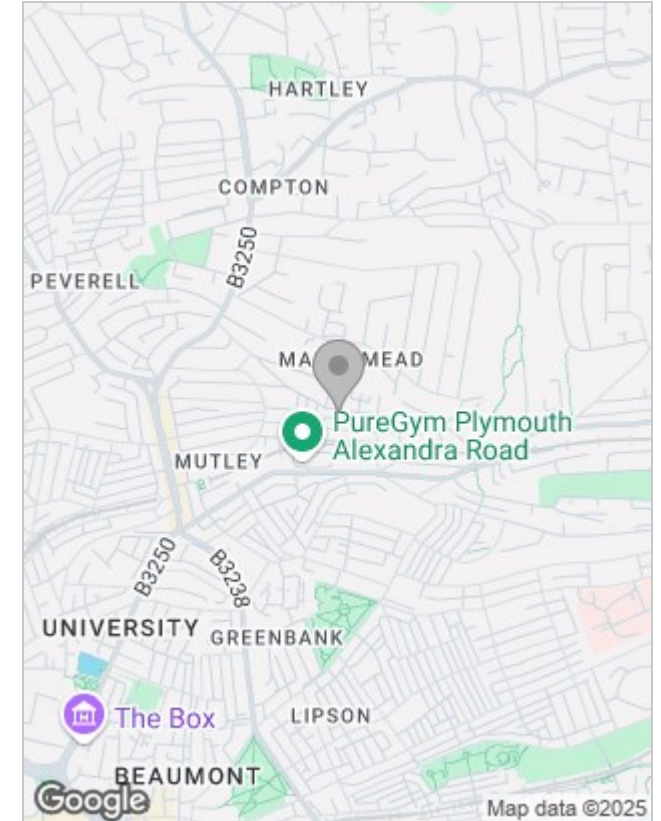 HARTLEY
COMPTON
B3250
PEVERELL
MEAD
PureGym Plymouth
Alexandra Road
MUTLEY
B3250
B3238
UNIVERSITY
GREENBANK
The Box
LIPSON
BEAUMONT
Google
Map data ©2025